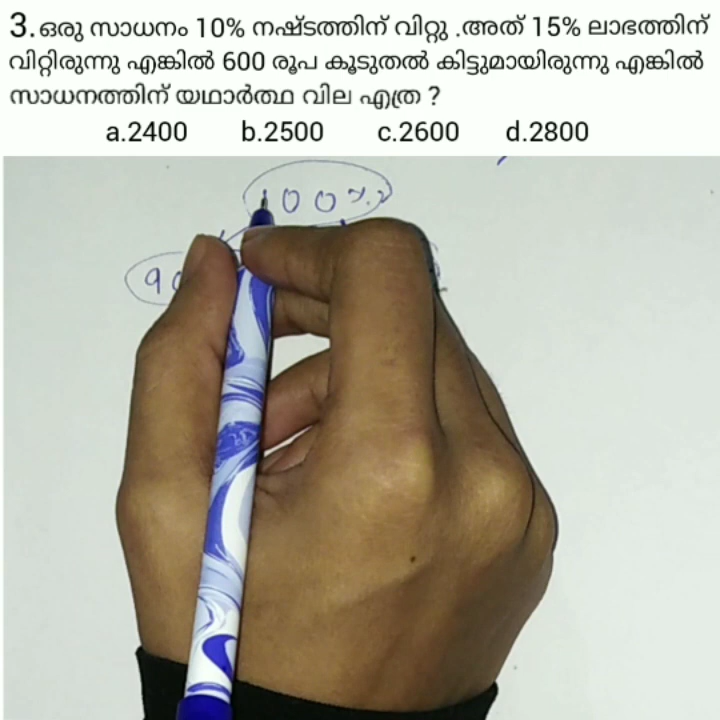 3.ഒരു സാധനം 10% നഷ്ടത്തിന് വിറ്റു .അത് 15% ലാഭത്തിന്
വിറ്റിരുന്നു എങ്കിൽ 600 രൂപ കൂടുതൽ കിട്ടുമായിരുന്നു എങ്കിൽ
സാധനത്തിന് യഥാർത്ഥ വില എത്ര ?
a.2400 b.2500 c.2600 d.2800
100%